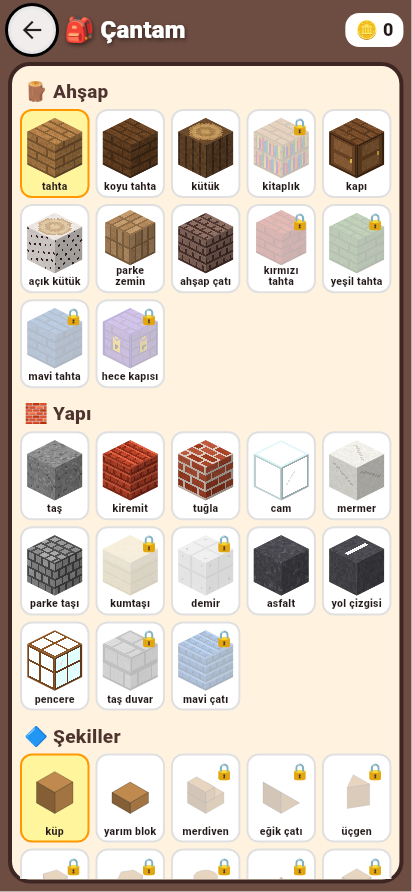 Çantam
0
Ahşap
tahta
koyu tahta
kütük
kitaplık
kapı
açık kütük
parke
zemin
ahşap çatı
kırmızı
tahta
yeşil tahta
mavi tahta
hece kapısı
Yapı
taş
kiremit
tuğla
cam
mermer
parke taşı
kumtaşı
demir
asfalt
yol çizgisi
pencere
taş duvar
mavi çatı
Şekiller
küp
yarım blok
merdiven
eğik çatı
üçgen